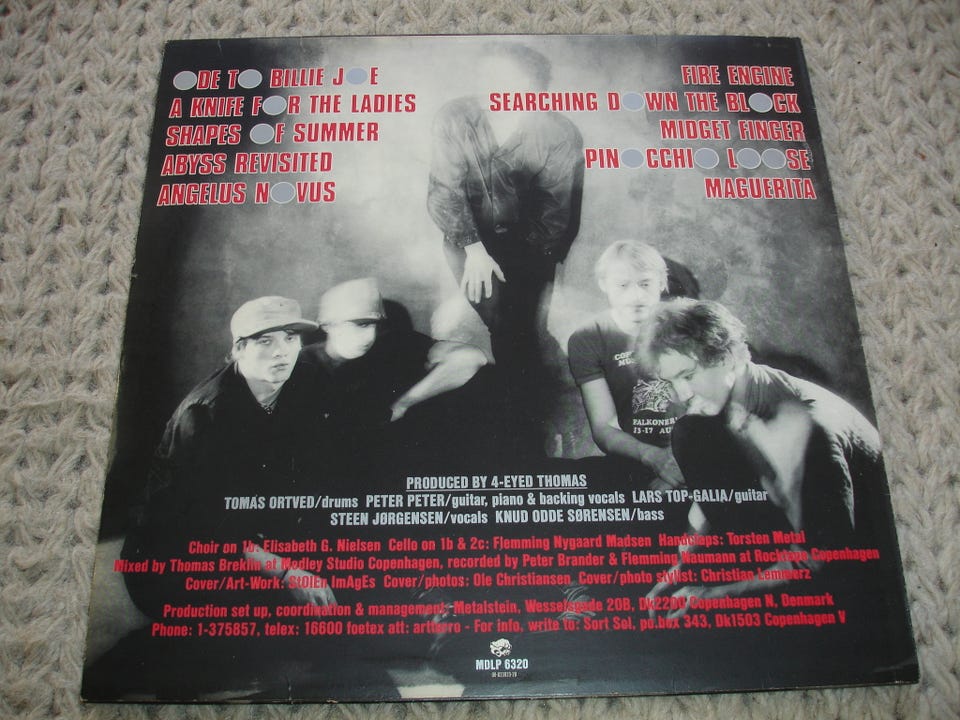 ODE TO BILLIE JOE
A KNIFE FOR THE LADIES
SHAPES OF SUMMER
ABYSS REVISITED
ANGELUS NOVUS
FIRE ENGINE
SEARCHING DOWN THE BLOCK
MIDGET FINGER
PINOCCHIO LOOSE
MAGUERITA
FALKONER
13-17 AU
PRODUCED BY 4-EYED THOMAS
TOMAS ORTVED/drums PETER PETER/guitar, piano & backing vocals LARS TOP-GALIA/guitar
STEEN JØRGENSEN/vocals KNUD ODDE SØRENSEN/bass
Choir on 1b: Elisabeth G. Nielsen Cello on 1b & 2c: Flemming Nygaard Madsen Handclaps: Torsten Metal
Mixed by Thomas Breklin at Medley Studio Copenhagen, recorded by Peter Brander & Flemming Naumann at Rocktape Copenhagen
Cover/Art-Work: StOlEn ImAgEs Cover/photos: Ole Christiansen Cover/photo stylist: Christian Lemmerz
Production set up, coordination & management: Metalstein, Wesselsgade 20B, Dk2200 Copenhagen N, Denmark
Phone: 1-375857, telex: 16600 foetex att: artpro - For info, write to: Sort Sol, po.box 343, Dk1503 Copenhagen V
MDLP 6320